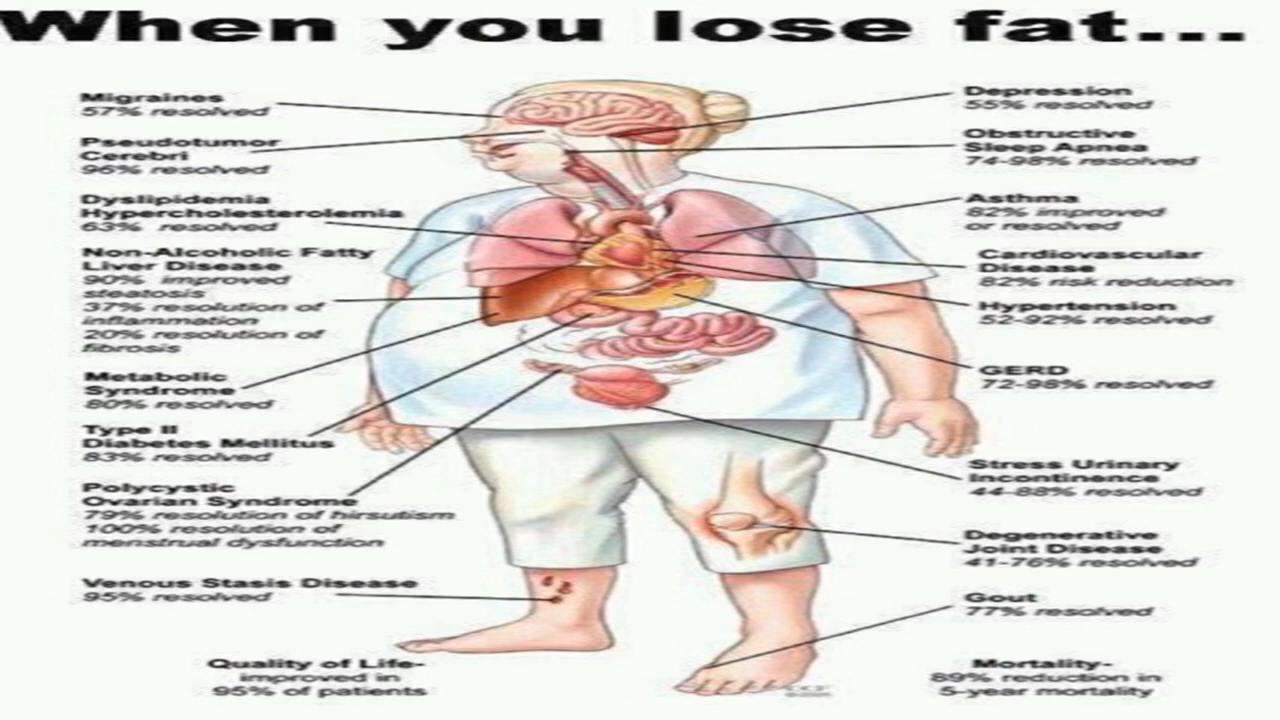 When you lose fat...
Migraines
57% resolved
Pseudotumor
Cerebri
96% resolved
Dyslipidemia
Hypercholesterolemia
63% resolved
Non-Alcoholic Fatty
Liver Disease
90% improved
steatosis
37% resolution of
inflammation
20% resolution of
fibrosis
Metabolic
Syndrome
80% resolved
Type II
Diabetes Mellitus
83% resolved
Polycystic
Ovarian Syndrome
79% resolution of hirsutism
100% resolution of
menstrual dysfunction
Venous Stasis Disease
95% resolved
Quality of Life-
improved in
95% of patients
Depression
55% resolved
Obstructive
Sleep Apnea
74-98% resolved
Asthma
82% improved
or resolved
Cardiovascular
Disease
82% risk reduction
Hypertension
52-92% resolved
GERD
72-98% resolved
Stress Urinary
Incontinence
44-88% resolved
Degenerative
Joint Disease
41-76% resolved
Gout
77% resolved
Mortality-
89% reduction in
5-year mortality